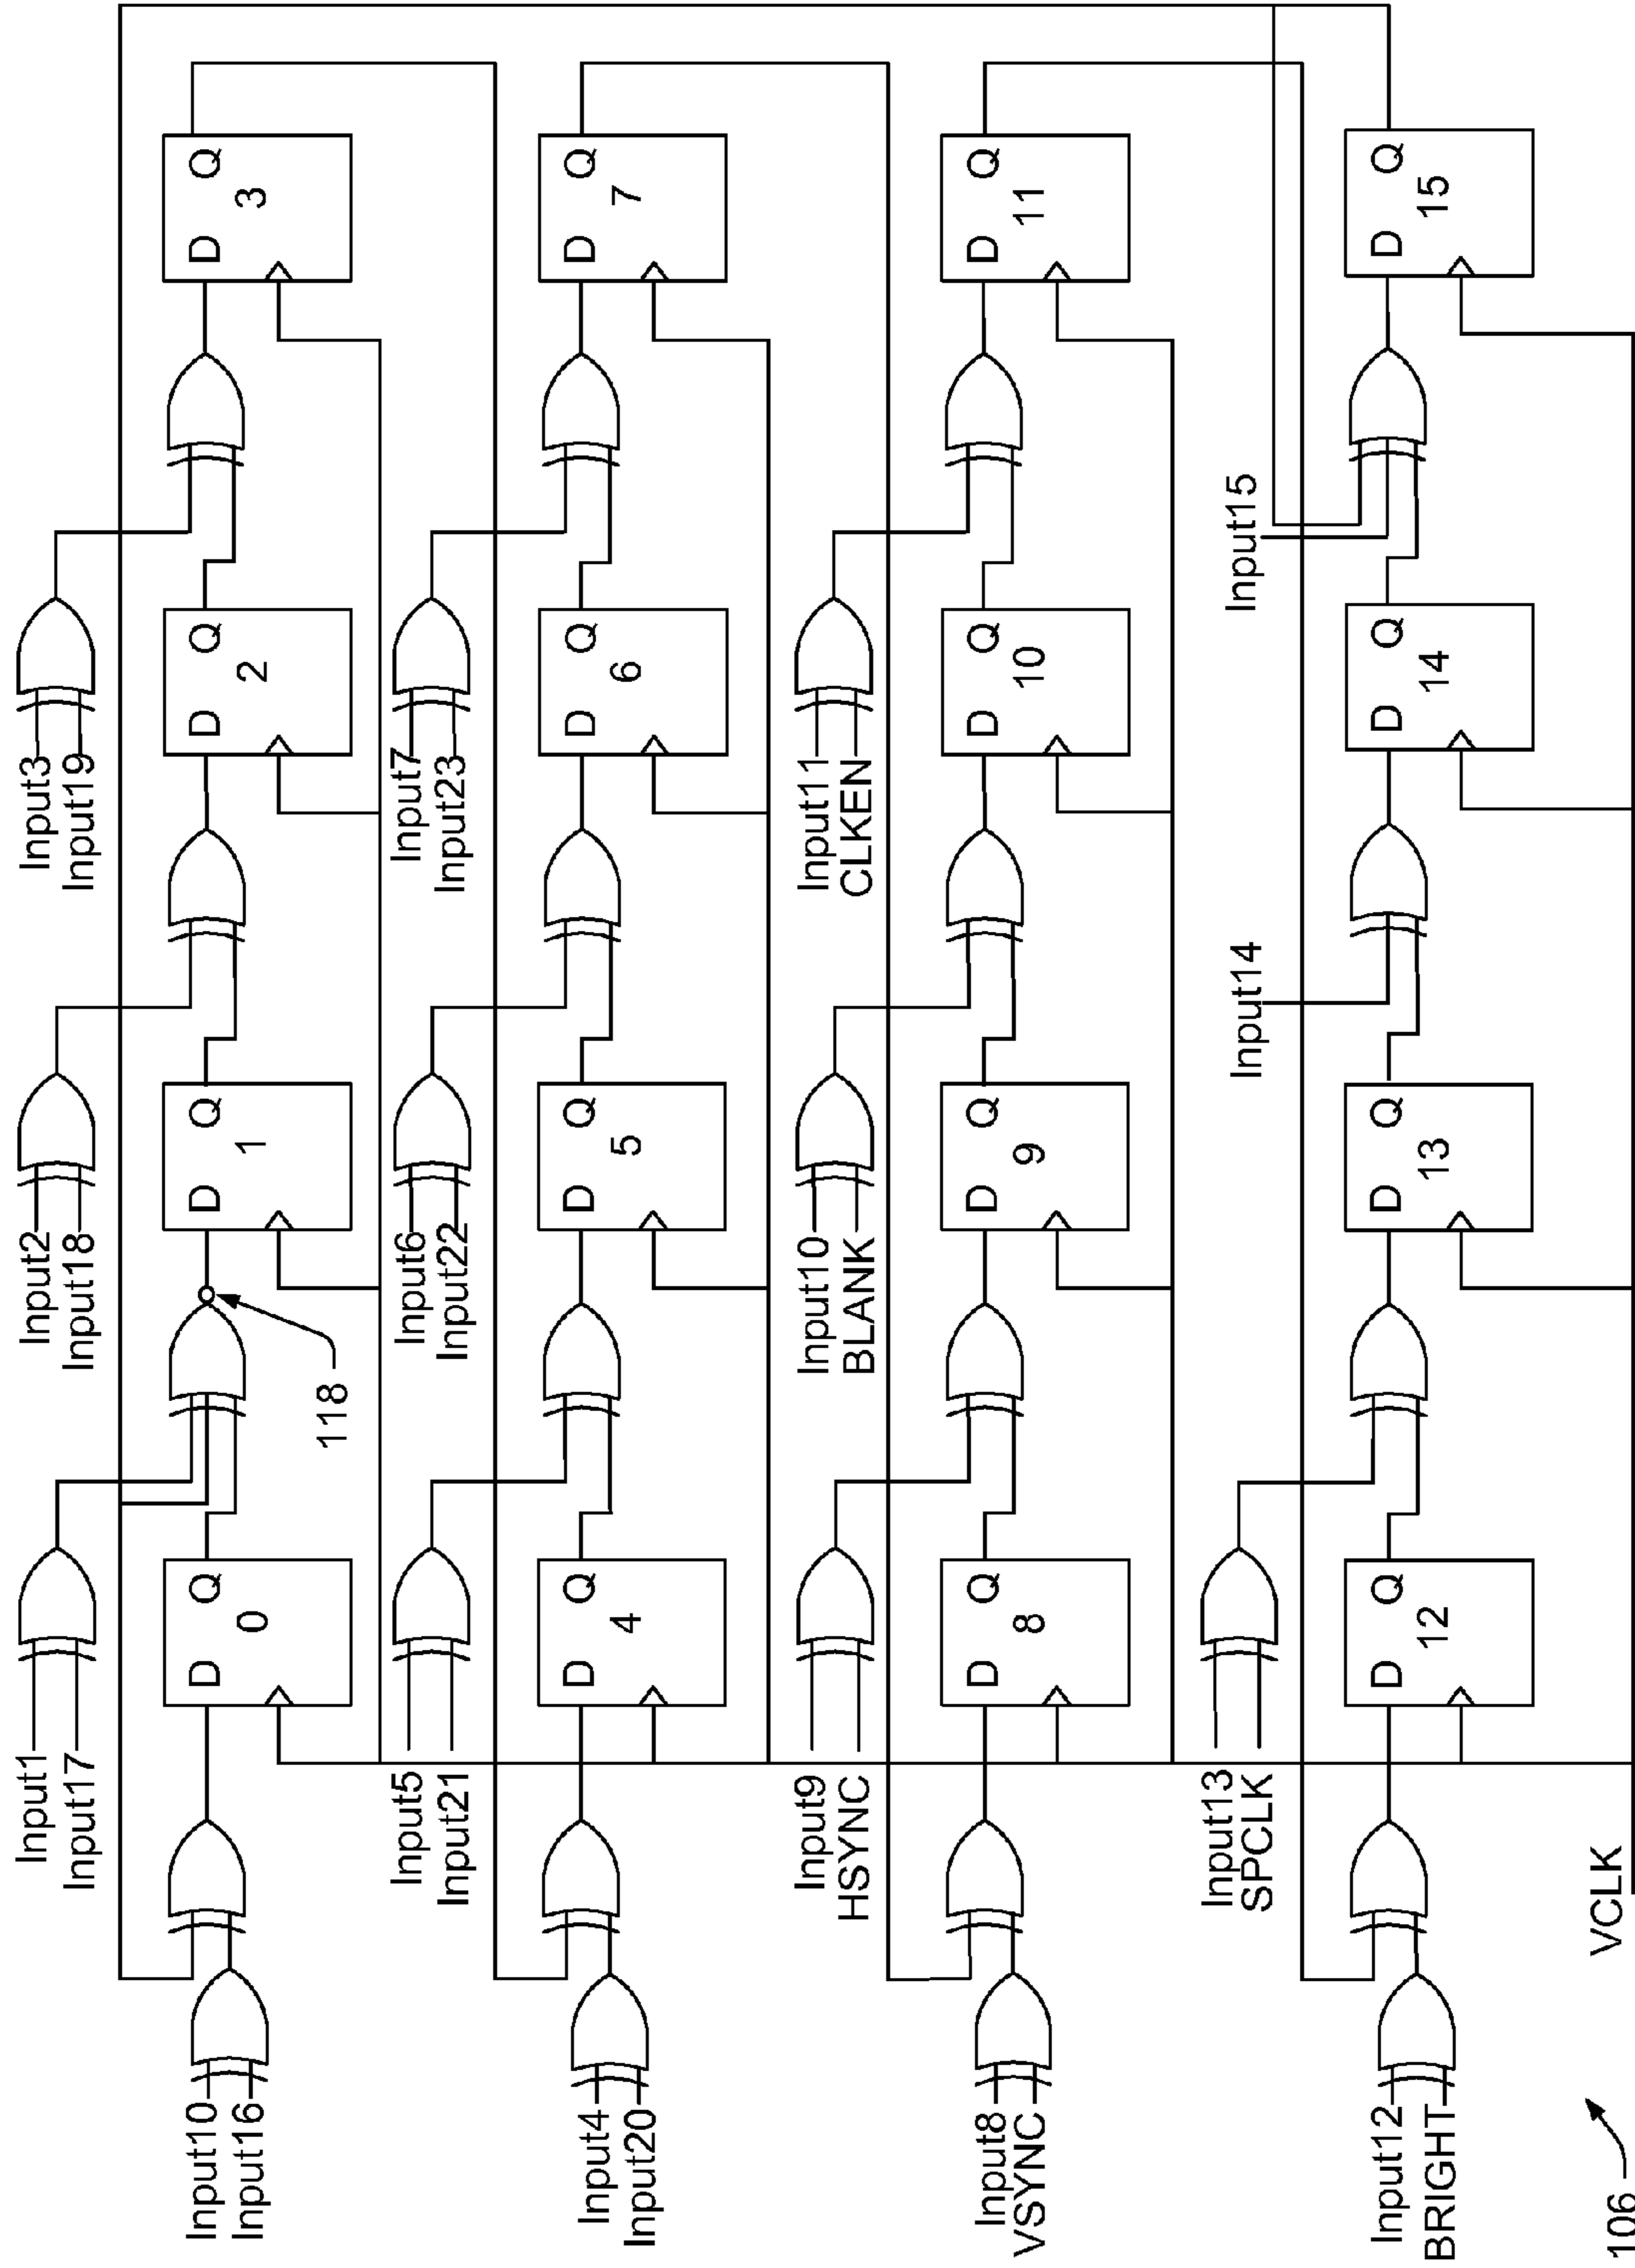 Input1
Input17
Input2
Input18
Input3
Input19
Input10
Input16
D Q
0
118
D Q
1
D Q
2
D Q
3
Input5
Input21
Input6
Input22
Input7
Input23
Input4
Input20
D Q
4
D Q
5
D Q
6
D Q
7
Input9
HSYNC
Input10
BLANK
Input11
CLKEN
Input8
VSYNC
D Q
8
D Q
9
D Q
10
D Q
11
Input13
SPCLK
Input14
Input15
Input12
BRIGHT
D Q
12
D Q
13
D Q
14
D Q
15
VCLK
106